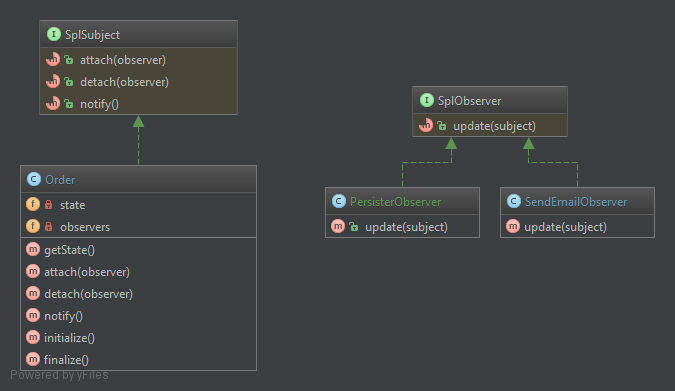 SplSubject
attach(observer)
detach(observer)
notify()
Order
state
observers
getState()
attach(observer)
detach(observer)
notify()
initialize()
finalize()
SplObserver
update(subject)
PersisterObserver
update(subject)
SendEmailObserver
update(subject)
Powered by yFiles